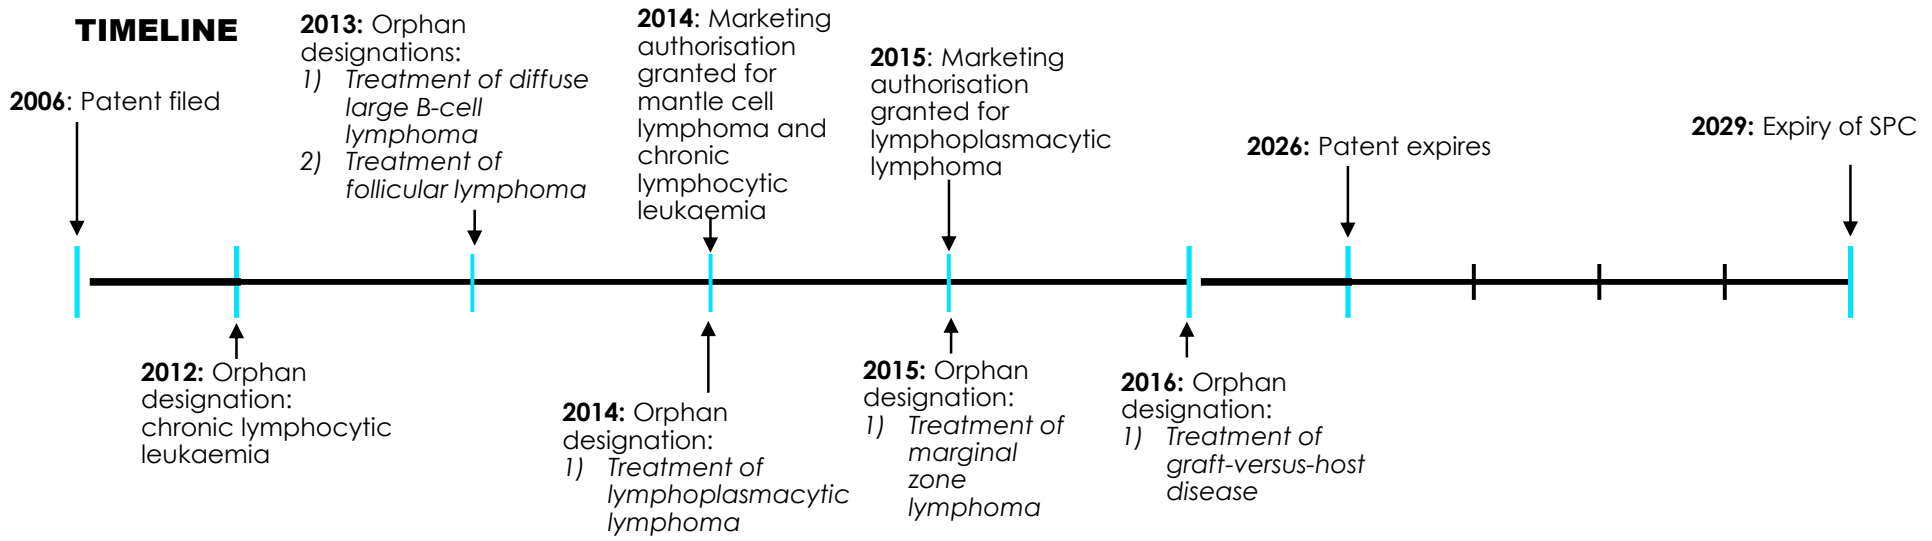 TIMELINE
2006: Patent filed
2013: Orphan
designations:
1) Treatment of diffuse
large B-cell
lymphoma
2) Treatment of
follicular lymphoma
2014: Marketing
authorisation
granted for
mantle cell
lymphoma and
chronic
lymphocytic
leukaemia
2015: Marketing
authorisation
granted for
lymphoplasmacytic
lymphoma
2026: Patent expires
2029: Expiry of SPC
2012: Orphan
designation:
chronic lymphocytic
leukaemia
2014: Orphan
designation:
1) Treatment of
lymphoplasmacytic
lymphoma
2015: Orphan
designation:
1) Treatment of
marginal
zone
lymphoma
2016: Orphan
designation:
1) Treatment of
graft-versus-host
disease